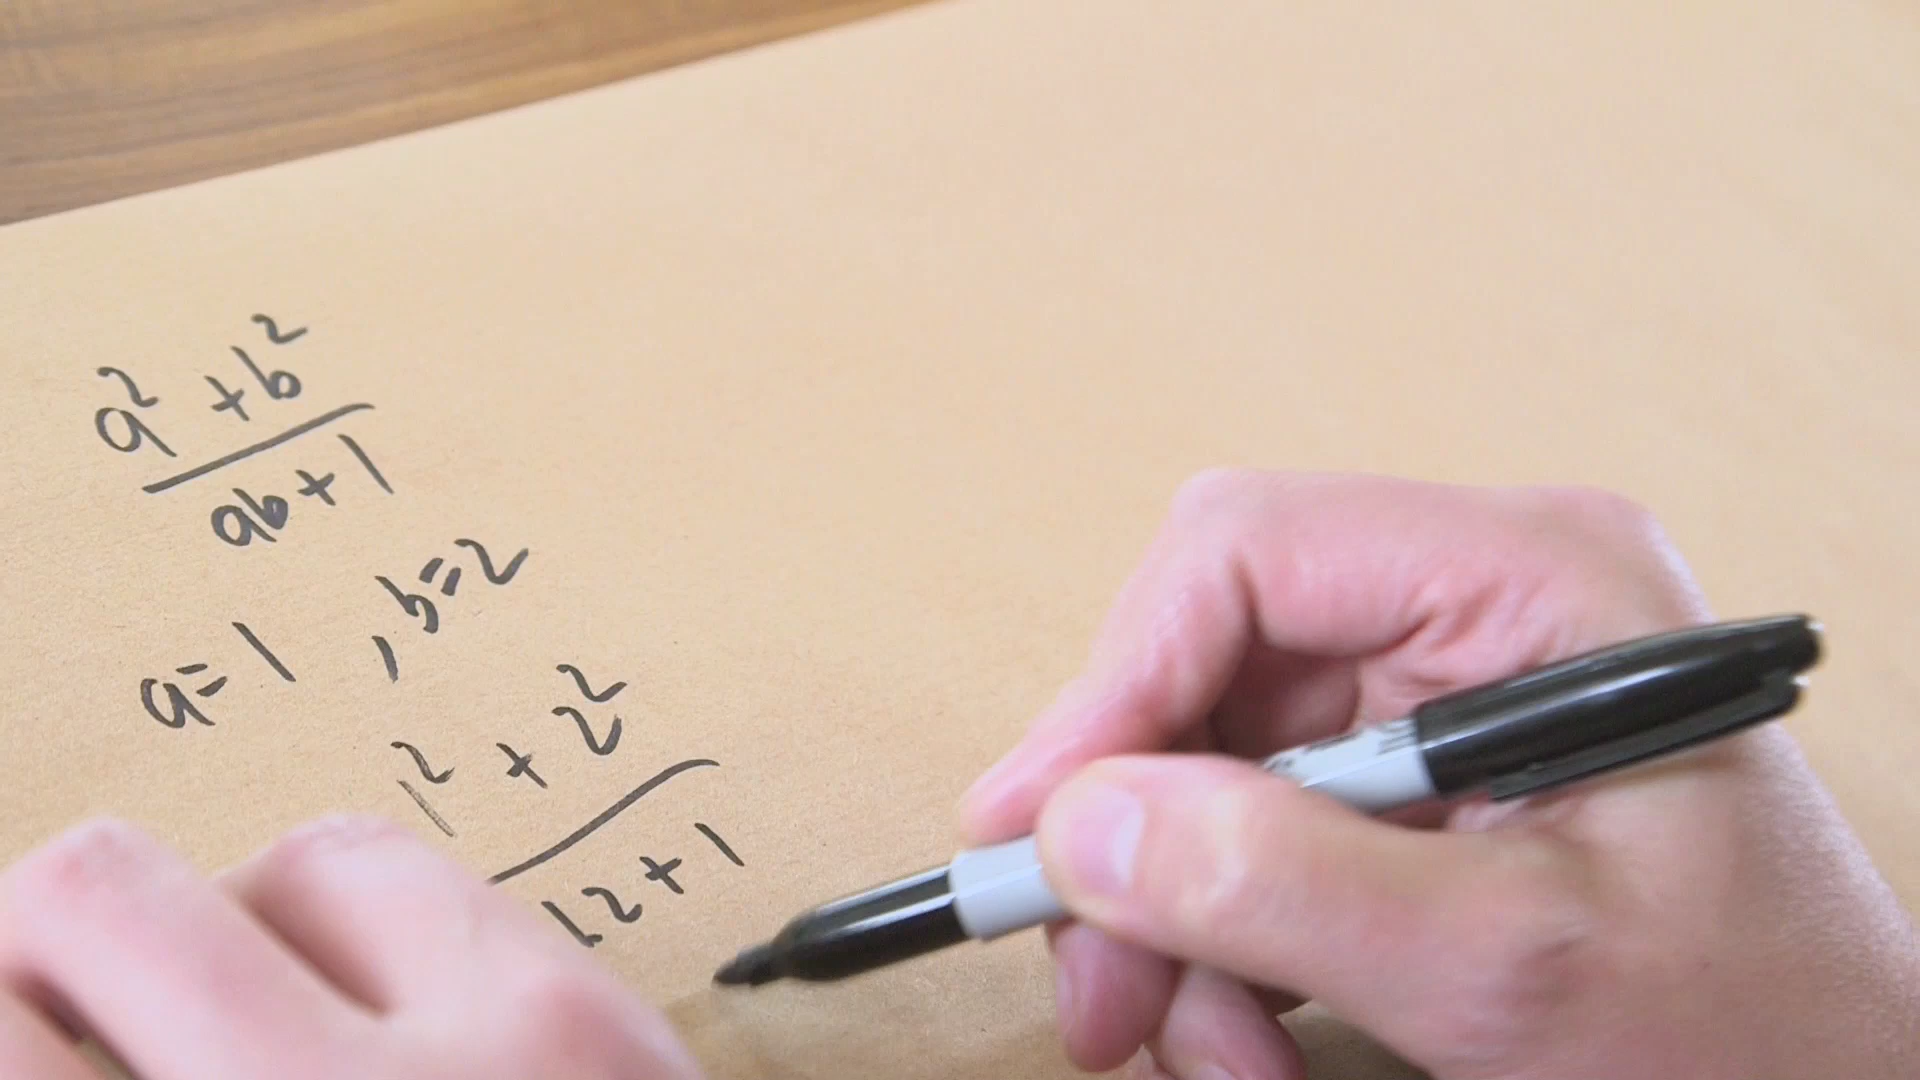 a² + b²
ab + 1
a = 1 , b = 2
1² + 2²
1·2 + 1